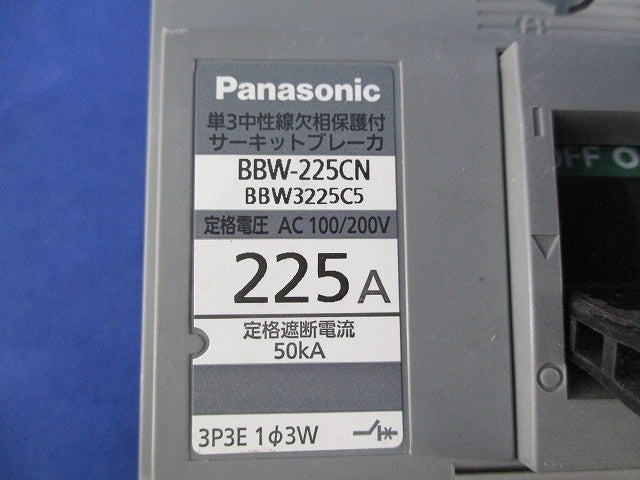 Panasonic
単3中性線欠相保護付
サーキットブレーカ
BBW-225CN
BBW3225C5
定格電圧 AC 100/200V
225A
定格遮断電流
50kA
3P3E 1φ3W
OFF